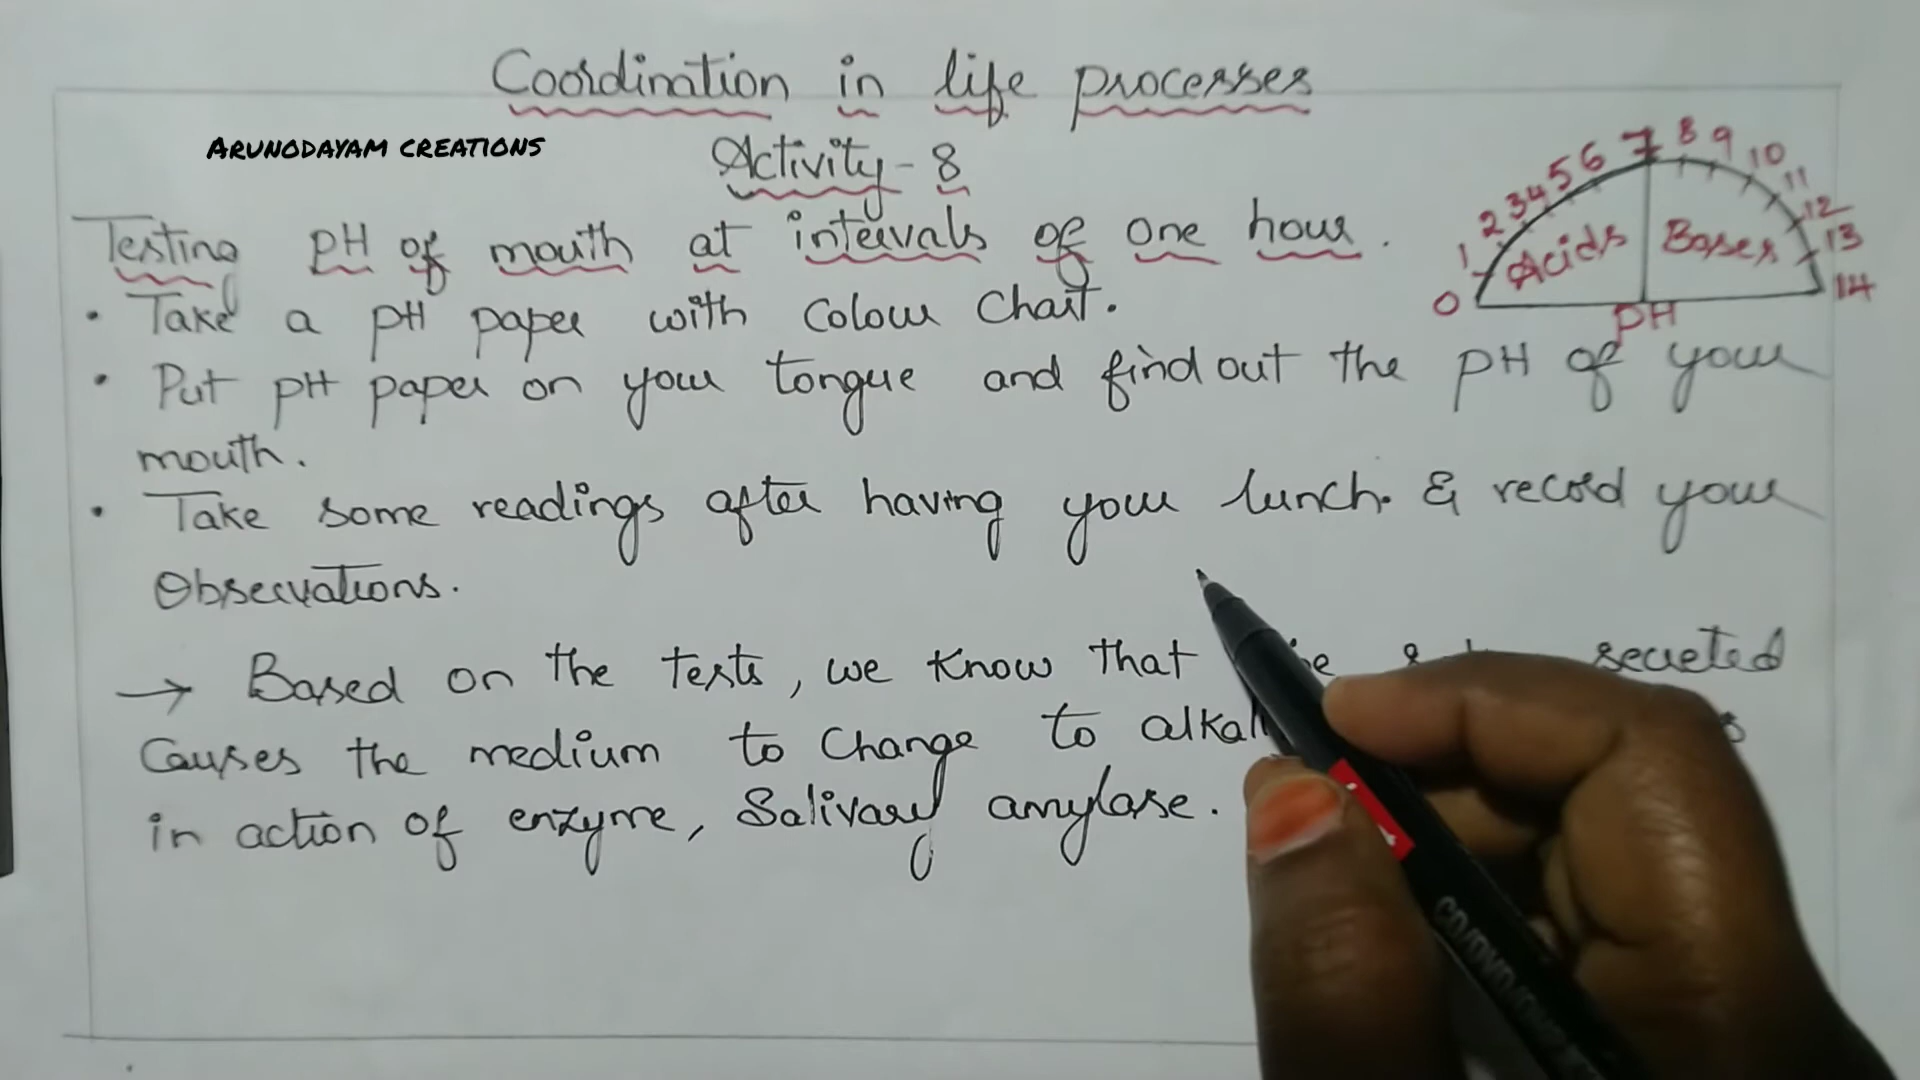 Coordination in life processes
ARUNODAYAM CREATIONS
Activity - 8
Testing pH of mouth at intervals of one hour.
• Take a pH paper with colour chart.
• Put pH paper on your tongue and find out the pH of your
mouth.
• Take some readings after having your lunch. & record your
Observations.
→ Based on the tests, we know that secreted
causes the medium to change to
in action of enzyme, Salivary amylase.
0 1 2 3 4 5 6 7 8 9 10 11 12 13 14
Acids Bases
PH